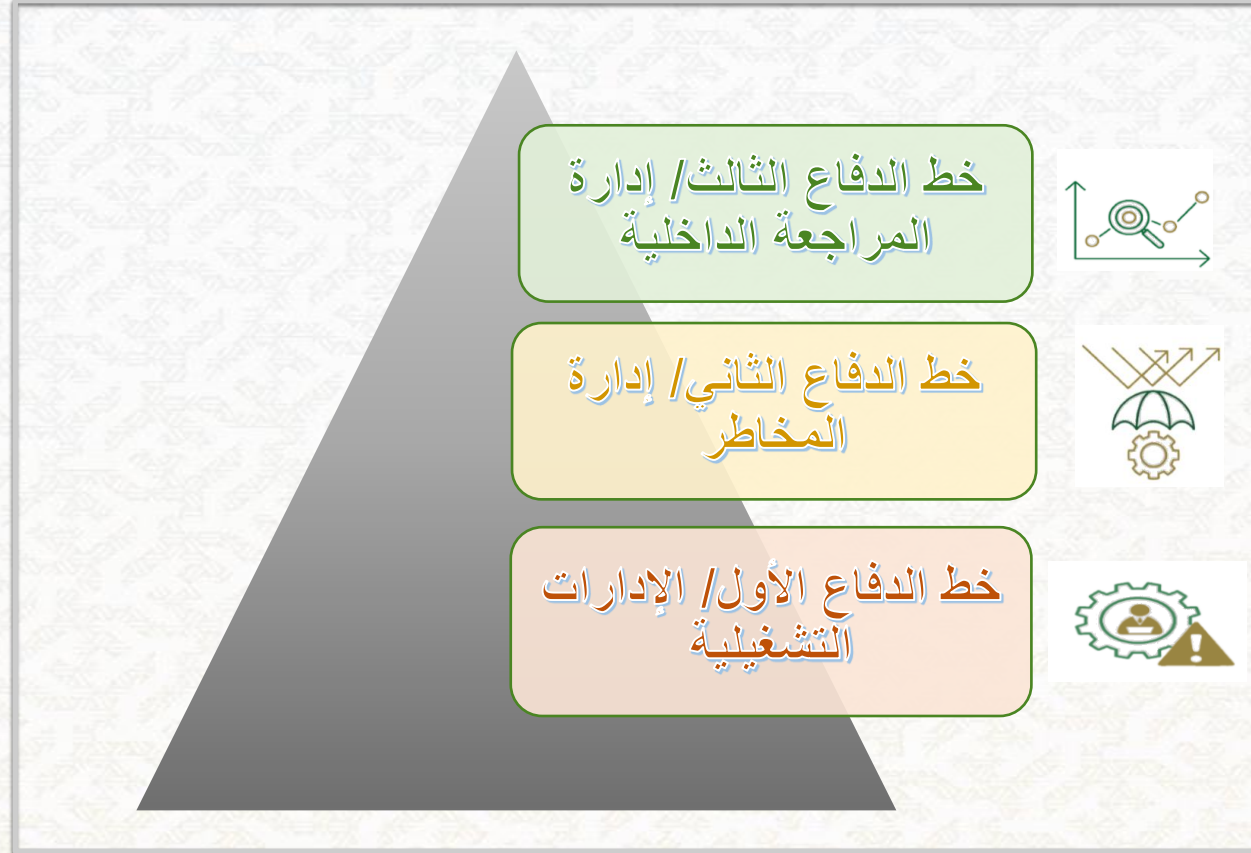 خط الدفاع الثالث/ إدارة
المراجعة الداخلية
خط الدفاع الثاني/ إدارة
المخاطر
خط الدفاع الأول/ الإدارات
التشغيلية